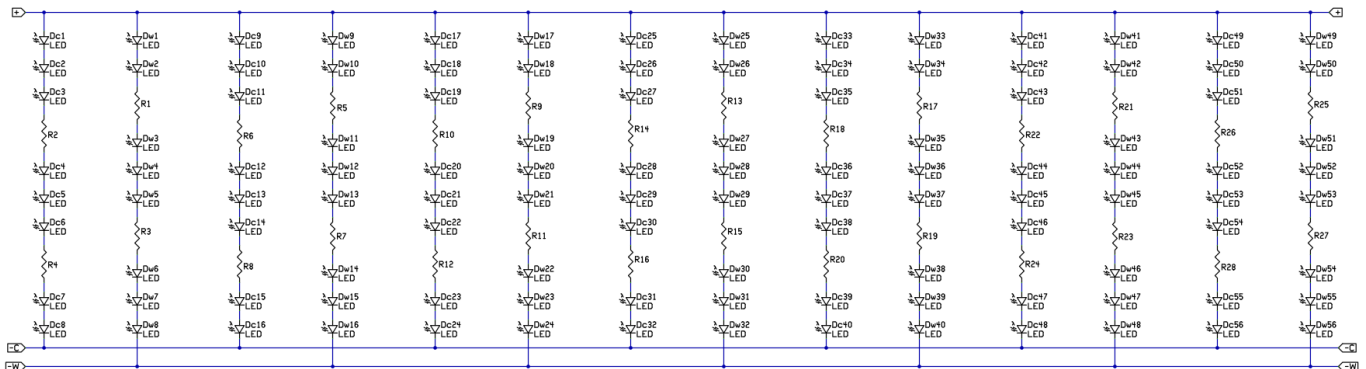 + +
Dc1 Dw1 Dc9 Dw9 Dc17 Dw17 Dc25 Dw25 Dc33 Dw33 Dc41 Dw41 Dc49 Dw49
LED LED LED LED LED LED LED LED LED LED LED LED LED LED
Dc2 Dw2 Dc10 Dw10 Dc18 Dw18 Dc26 Dw26 Dc34 Dw34 Dc42 Dw42 Dc50 Dw50
LED LED LED LED LED LED LED LED LED LED LED LED LED LED
Dc3 Dc11 Dc19 Dc27 Dc35 Dc43 Dc51
LED LED LED LED LED LED LED
R1 R5 R9 R13 R17 R21 R25
R2 R6 R10 R14 R18 R22 R26
Dw3 Dw11 Dw19 Dw27 Dw35 Dw43 Dw51
LED LED LED LED LED LED LED
Dc4 Dw4 Dc12 Dw12 Dc20 Dw20 Dc28 Dw28 Dc36 Dw36 Dc44 Dw44 Dc52 Dw52
LED LED LED LED LED LED LED LED LED LED LED LED LED LED
Dc5 Dw5 Dc13 Dw13 Dc21 Dw21 Dc29 Dw29 Dc37 Dw37 Dc45 Dw45 Dc53 Dw53
LED LED LED LED LED LED LED LED LED LED LED LED LED LED
Dc6 Dc14 Dc22 Dc30 Dc38 Dc46 Dc54
LED LED LED LED LED LED LED
R3 R7 R11 R15 R19 R23 R27
R4 R8 R12 R16 R20 R24 R28
Dw6 Dw14 Dw22 Dw30 Dw38 Dw46 Dw54
LED LED LED LED LED LED LED
Dc7 Dw7 Dc15 Dw15 Dc23 Dw23 Dc31 Dw31 Dc39 Dw39 Dc47 Dw47 Dc55 Dw55
LED LED LED LED LED LED LED LED LED LED LED LED LED LED
Dc8 Dw8 Dc16 Dw16 Dc24 Dw24 Dc32 Dw32 Dc40 Dw40 Dc48 Dw48 Dc56 Dw56
LED LED LED LED LED LED LED LED LED LED LED LED LED LED
-C -C
-W -W